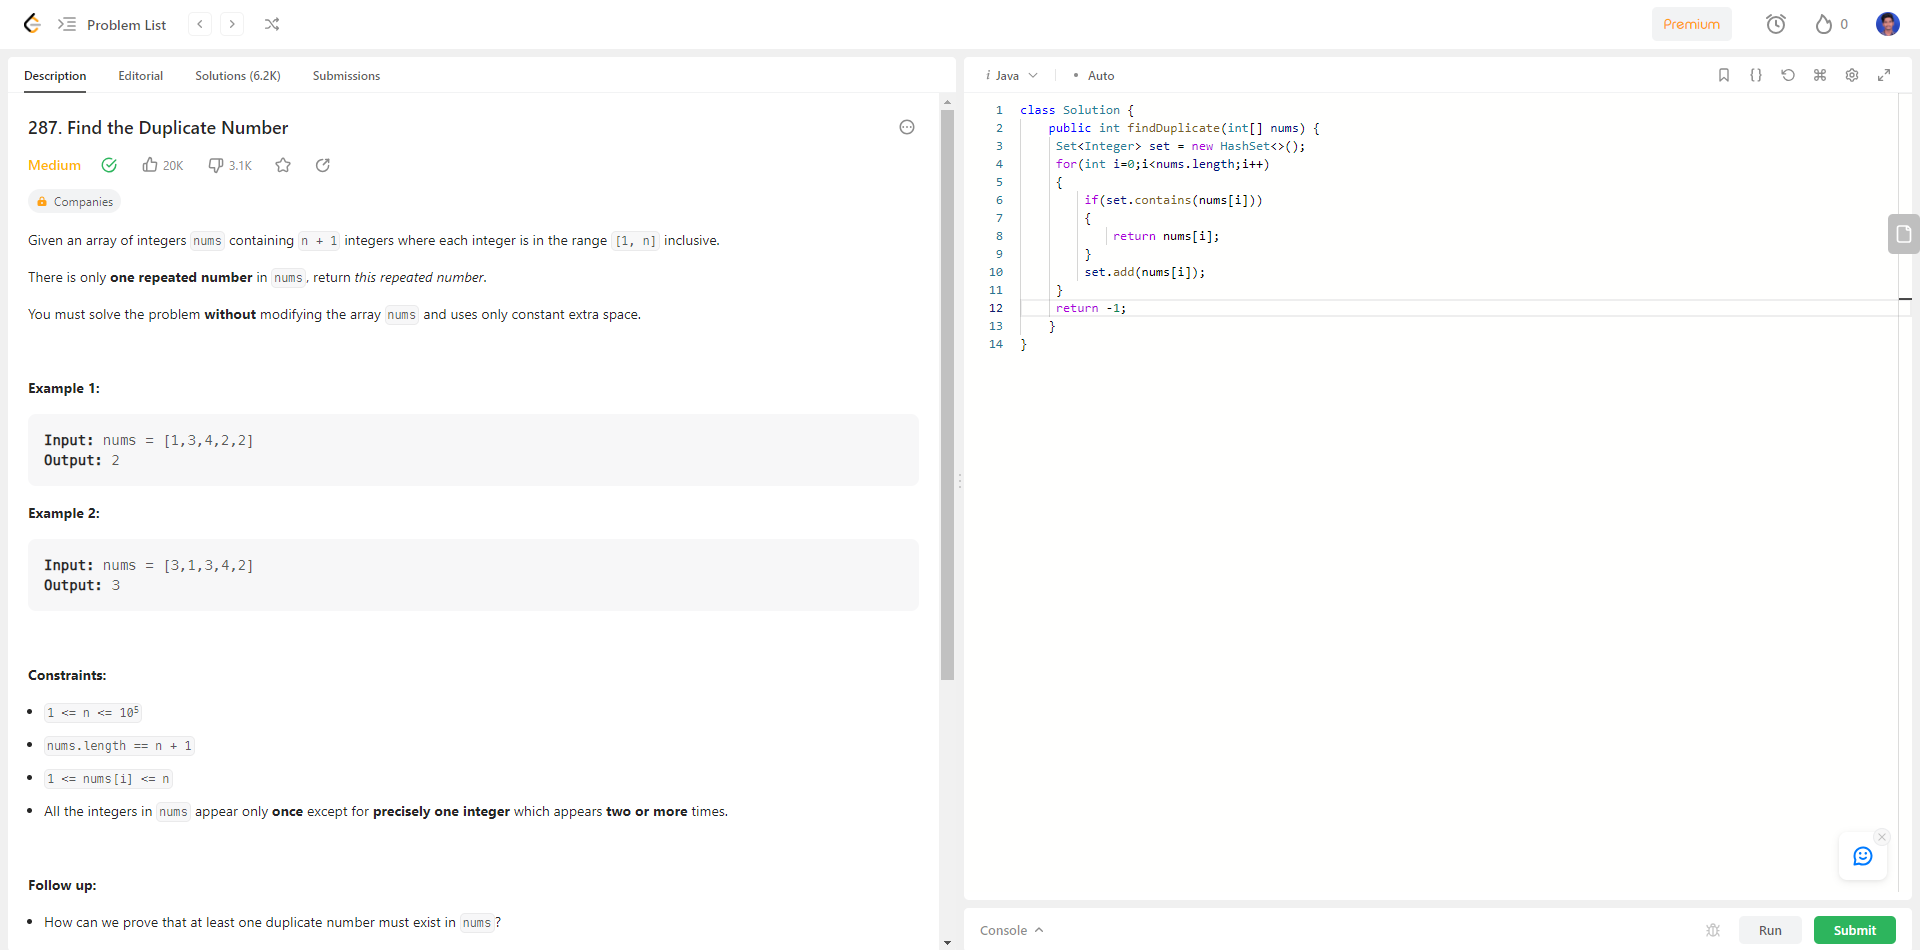 Problem List
Premium
0
Description Editorial Solutions (6.2K) Submissions
287. Find the Duplicate Number
Medium 20K 3.1K
Companies
Given an array of integers nums containing n + 1 integers where each integer is in the range [1, n] inclusive.
There is only one repeated number in nums, return this repeated number.
You must solve the problem without modifying the array nums and uses only constant extra space.
Example 1:
Input: nums = [1,3,4,2,2]
Output: 2
Example 2:
Input: nums = [3,1,3,4,2]
Output: 3
Constraints:
1 <= n <= 10⁵
nums.length == n + 1
1 <= nums[i] <= n
All the integers in nums appear only once except for precisely one integer which appears two or more times.
Follow up:
How can we prove that at least one duplicate number must exist in nums?
i Java • Auto
1 class Solution {
2 public int findDuplicate(int[] nums) {
3 Set<Integer> set = new HashSet<>();
4 for(int i=0;i<nums.length;i++)
5 {
6 if(set.contains(nums[i]))
7 {
8 return nums[i];
9 }
10 set.add(nums[i]);
11 }
12 return -1;
13 }
14 }
Console Run Submit